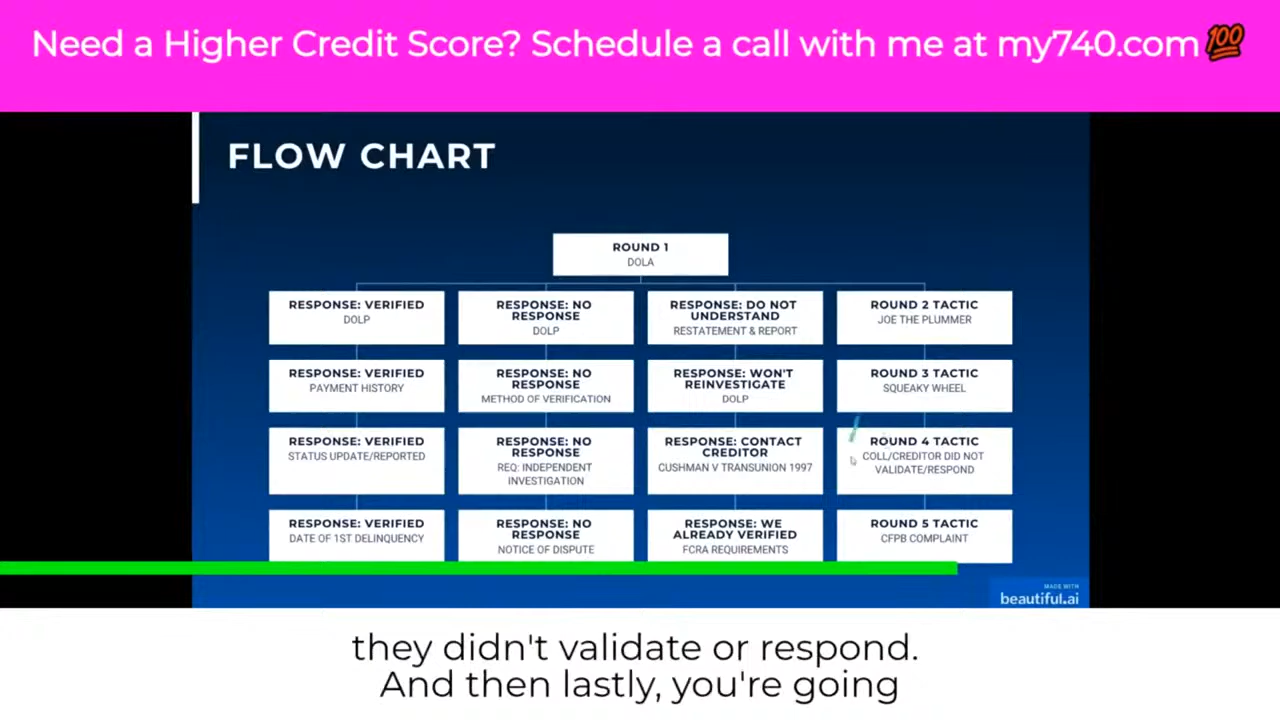 Need a Higher Credit Score? Schedule a call with me at my740.com💯
FLOW CHART
ROUND 1
DOLA
RESPONSE: VERIFIED
DOLP
RESPONSE: NO
RESPONSE
DOLP
RESPONSE: DO NOT
UNDERSTAND
RESTATEMENT & REPORT
ROUND 2 TACTIC
JOE THE PLUMMER
RESPONSE: VERIFIED
PAYMENT HISTORY
RESPONSE: NO
RESPONSE
METHOD OF VERIFICATION
RESPONSE: WON'T
REINVESTIGATE
DOLP
ROUND 3 TACTIC
SQUEAKY WHEEL
RESPONSE: VERIFIED
STATUS UPDATE/REPORTED
RESPONSE: NO
RESPONSE
REQ: INDEPENDENT
INVESTIGATION
RESPONSE: CONTACT
CREDITOR
CUSHMAN V TRANSUNION 1997
ROUND 4 TACTIC
COLL/CREDITOR DID NOT
VALIDATE/RESPOND
RESPONSE: VERIFIED
DATE OF 1ST DELINQUENCY
RESPONSE: NO
RESPONSE
NOTICE OF DISPUTE
RESPONSE: WE
ALREADY VERIFIED
FCRA REQUIREMENTS
ROUND 5 TACTIC
CFPB COMPLAINT
MADE WITH
beautiful.ai
they didn't validate or respond.
And then lastly, you're going